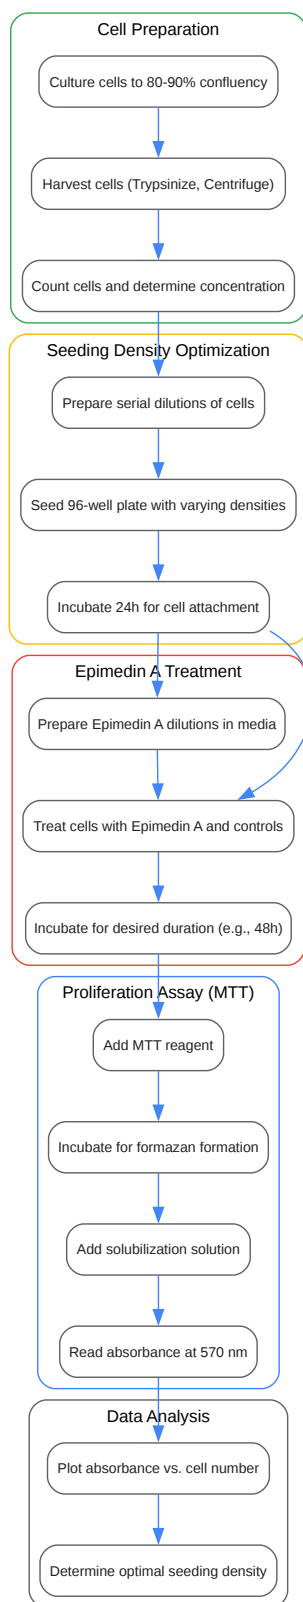 Cell Preparation
Culture cells to 80-90% confluency
Harvest cells (Trypsinize, Centrifuge)
Count cells and determine concentration
Seeding Density Optimization
Prepare serial dilutions of cells
Seed 96-well plate with varying densities
Incubate 24h for cell attachment
Epimedin A Treatment
Prepare Epimedin A dilutions in media
Treat cells with Epimedin A and controls
Incubate for desired duration (e.g., 48h)
Proliferation Assay (MTT)
Add MTT reagent
Incubate for formazan formation
Add solubilization solution
Read absorbance at 570 nm
Data Analysis
Plot absorbance vs. cell number
Determine optimal seeding density